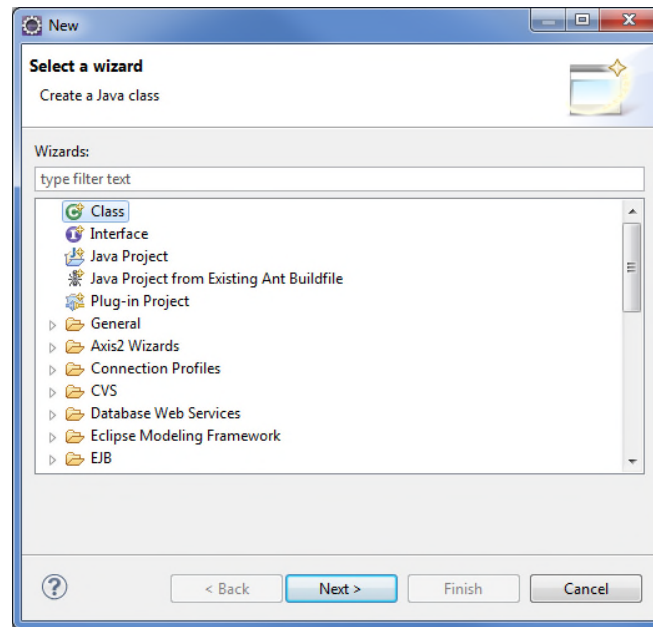 New
Select a wizard
Create a Java class
Wizards:
type filter text
Class
Interface
Java Project
Java Project from Existing Ant Buildfile
Plug-in Project
General
Axis2 Wizards
Connection Profiles
CVS
Database Web Services
Eclipse Modeling Framework
EJB
? < Back Next > Finish Cancel